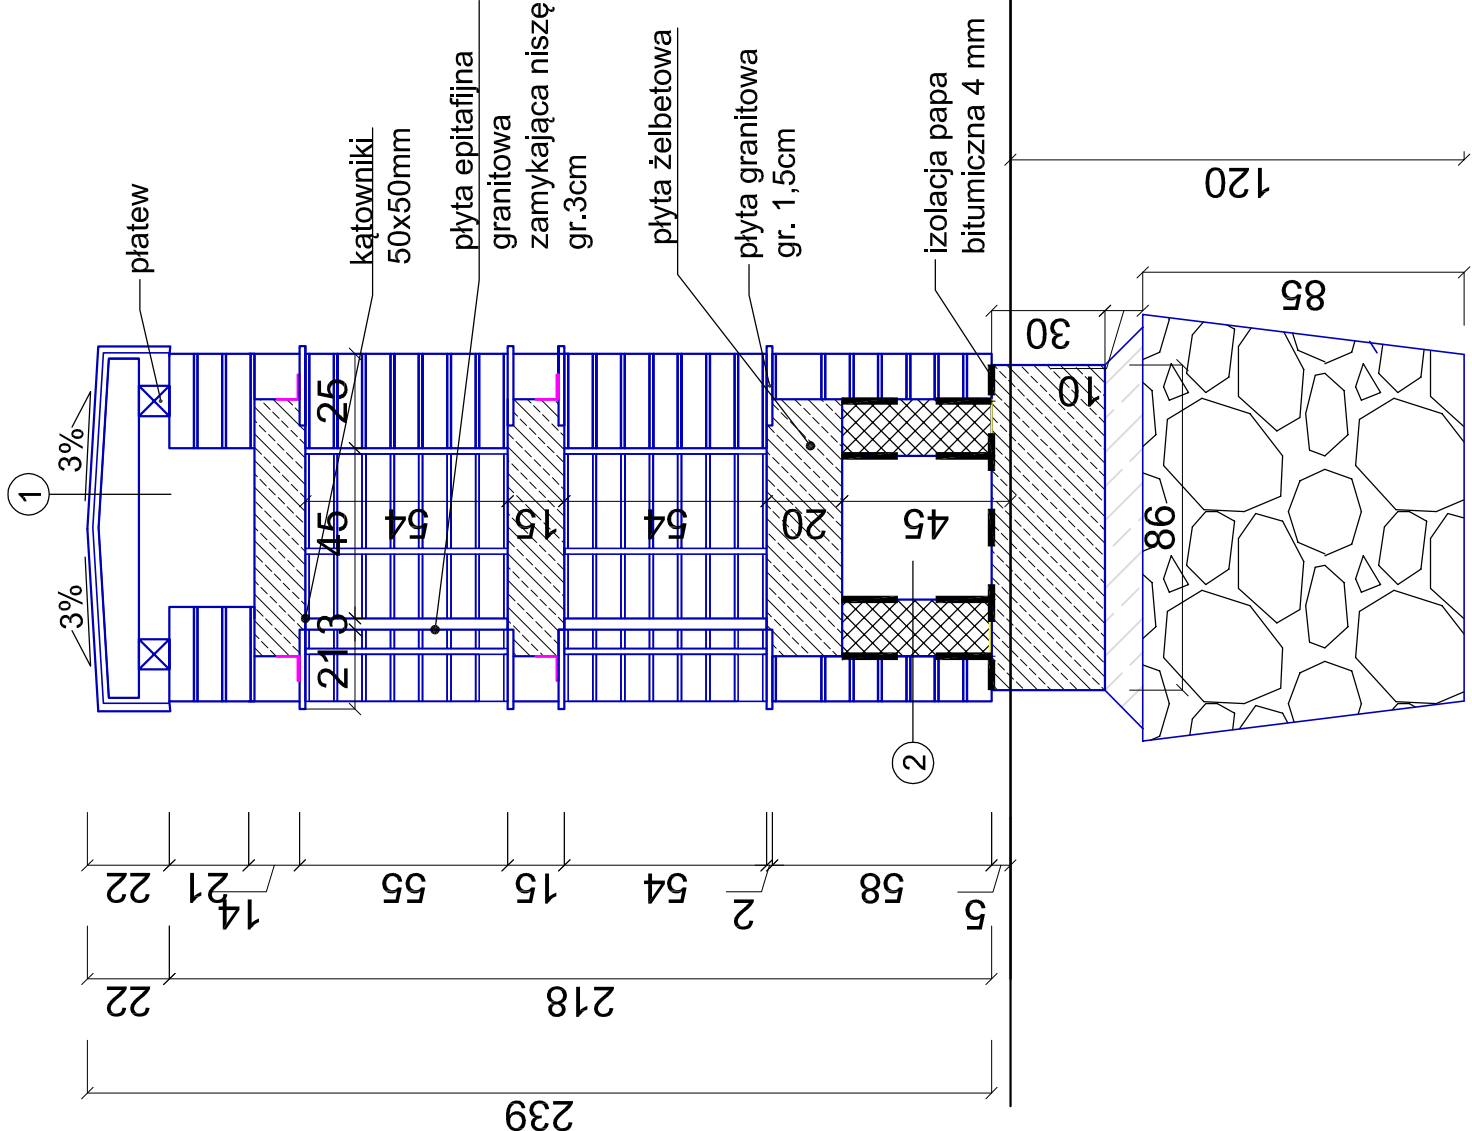 3%
3%
1
płatew
kątowniki
50x50mm
płyta epitafijna
granitowa
zamykająca niszę
gr.3cm
płyta żelbetowa
płyta granitowa
gr. 1,5cm
izolacja papa
bitumiczna 4 mm
120
85
30
10
98
25
45
3
21
54
15
54
20
45
2
22
21
14
55
15
54
2
58
5
22
218
239